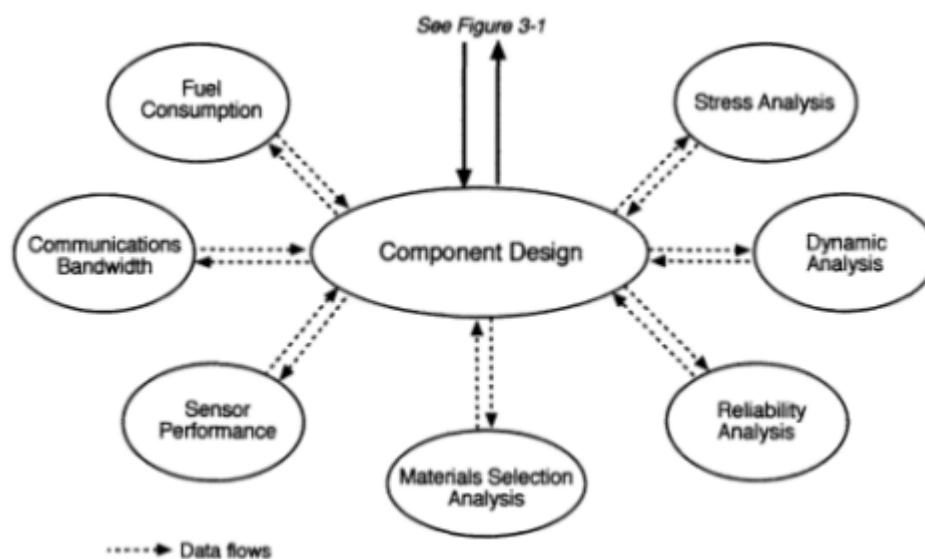 See Figure 3-1
Fuel
Consumption
Stress Analysis
Communications
Bandwidth
Component Design
Dynamic
Analysis
Sensor
Performance
Reliability
Analysis
Materials Selection
Analysis
Data flows